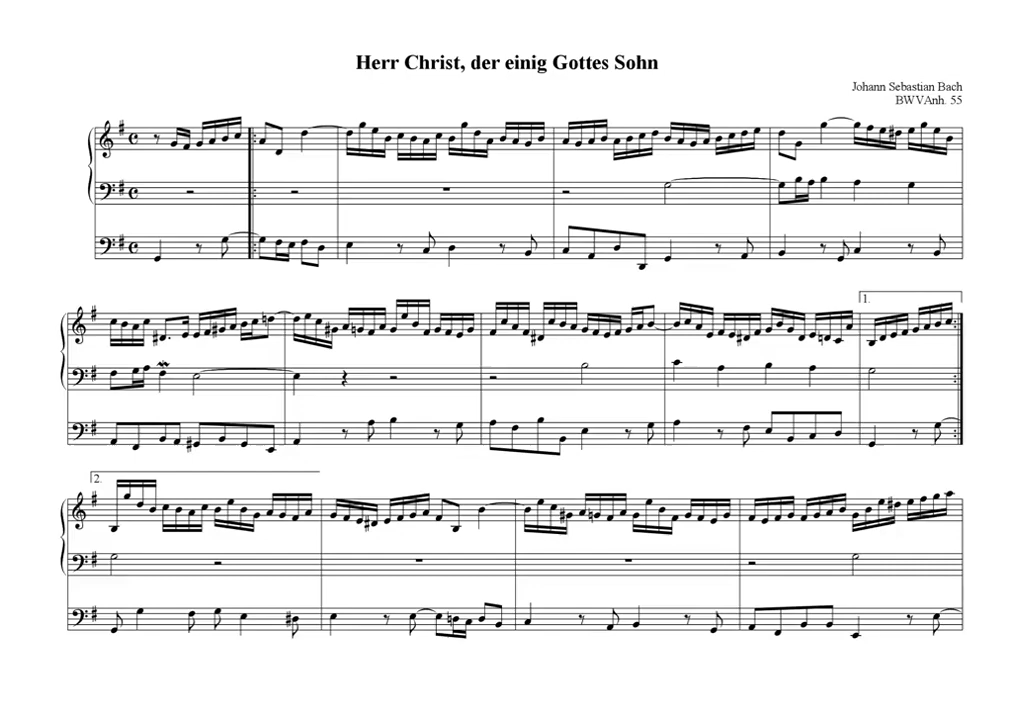 Herr Christ, der einig Gottes Sohn
Johann Sebastian Bach
BWVAnh. 55
1.
2.